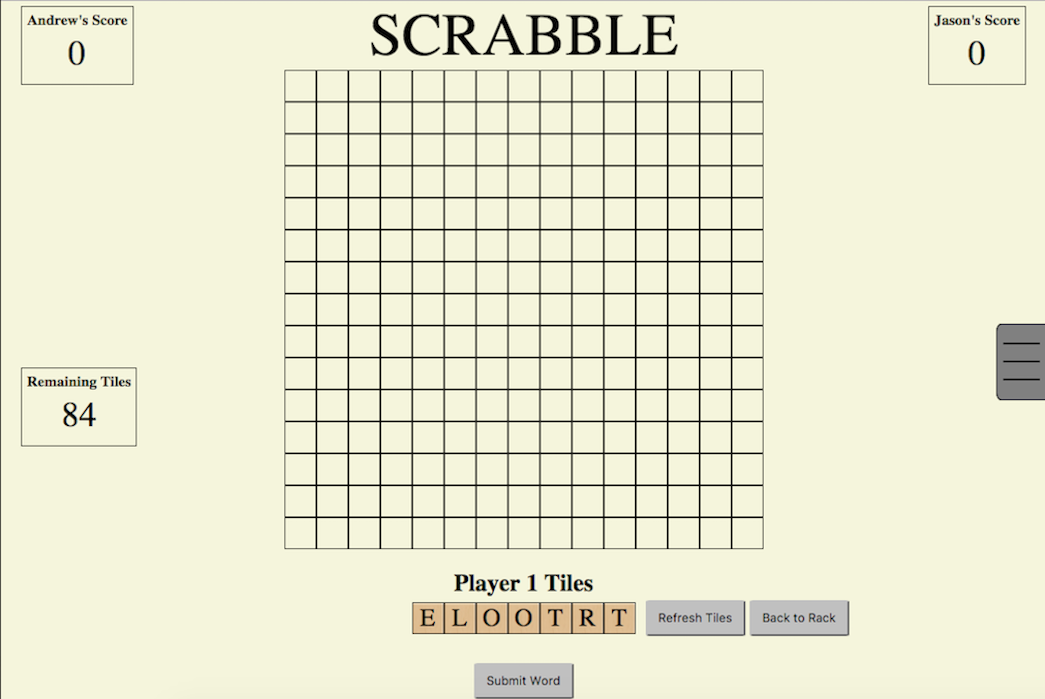 Andrew's Score
0
SCRABBLE
Jason's Score
0
Remaining Tiles
84
Player 1 Tiles
E L O O T R T
Refresh Tiles
Back to Rack
Submit Word